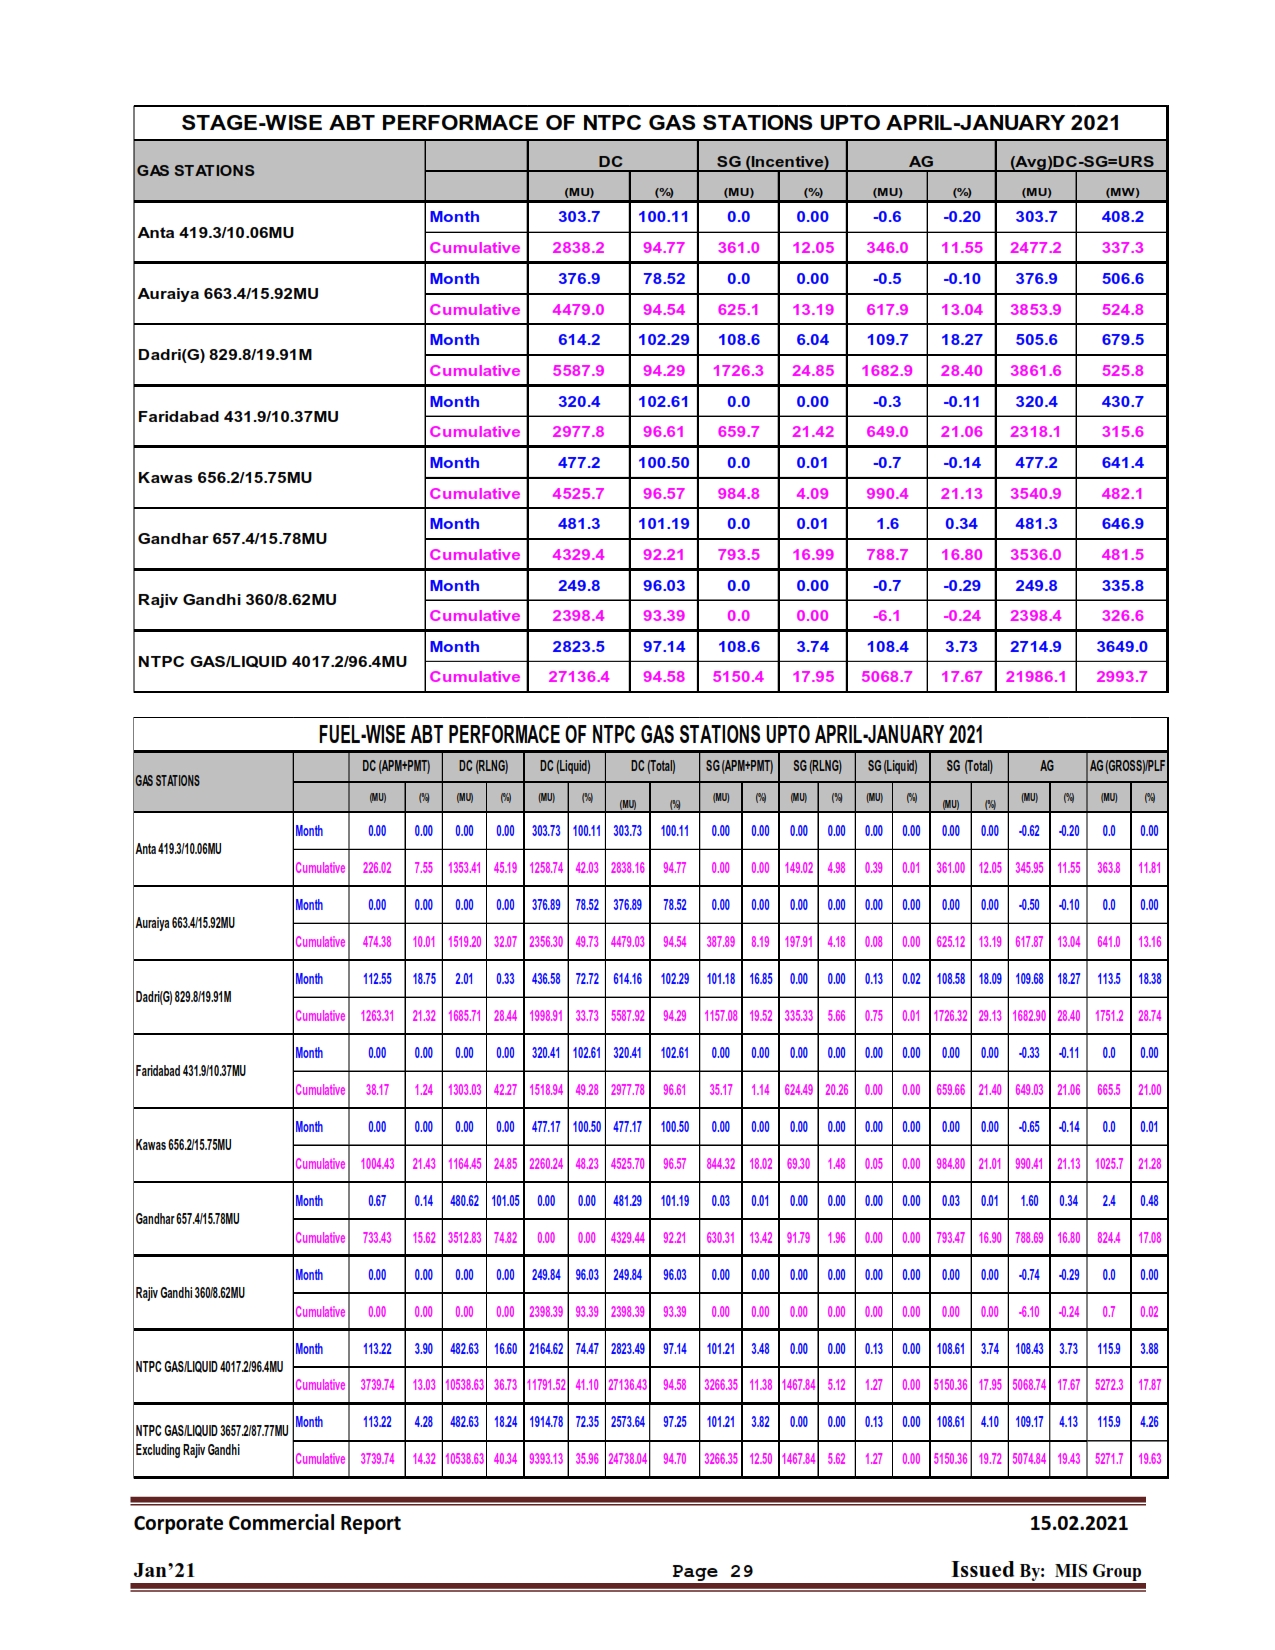 STAGE-WISE ABT PERFORMACE OF NTPC GAS STATIONS UPTO APRIL-JANUARY 2021
GAS STATIONS DC SG (Incentive) AG (Avg)DC-SG=URS
(MU) (%) (MU) (%) (MU) (%) (MU) (MW)
Anta 419.3/10.06MU
Month 303.7 100.11 0.0 0.00 -0.6 -0.20 303.7 408.2
Cumulative 2838.2 94.77 361.0 12.05 346.0 11.55 2477.2 337.3
Auraiya 663.4/15.92MU
Month 376.9 78.52 0.0 0.00 -0.5 -0.10 376.9 506.6
Cumulative 4479.0 94.54 625.1 13.19 617.9 13.04 3853.9 524.8
Dadri(G) 829.8/19.91M
Month 614.2 102.29 108.6 6.04 109.7 18.27 505.6 679.5
Cumulative 5587.9 94.29 1726.3 24.85 1682.9 28.40 3861.6 525.8
Faridabad 431.9/10.37MU
Month 320.4 102.61 0.0 0.00 -0.3 -0.11 320.4 430.7
Cumulative 2977.8 96.61 659.7 21.42 649.0 21.06 2318.1 315.6
Kawas 656.2/15.75MU
Month 477.2 100.50 0.0 0.01 -0.7 -0.14 477.2 641.4
Cumulative 4525.7 96.57 984.8 4.09 990.4 21.13 3540.9 482.1
Gandhar 657.4/15.78MU
Month 481.3 101.19 0.0 0.01 1.6 0.34 481.3 646.9
Cumulative 4329.4 92.21 793.5 16.99 788.7 16.80 3536.0 481.5
Rajiv Gandhi 360/8.62MU
Month 249.8 96.03 0.0 0.00 -0.7 -0.29 249.8 335.8
Cumulative 2398.4 93.39 0.0 0.00 -6.1 -0.24 2398.4 326.6
NTPC GAS/LIQUID 4017.2/96.4MU
Month 2823.5 97.14 108.6 3.74 108.4 3.73 2714.9 3649.0
Cumulative 27136.4 94.58 5150.4 17.95 5068.7 17.67 21986.1 2993.7
FUEL-WISE ABT PERFORMACE OF NTPC GAS STATIONS UPTO APRIL-JANUARY 2021
GAS STATIONS DC (APM+PMT) DC (RLNG) DC (Liquid) DC (Total) SG (APM+PMT) SG (RLNG) SG (Liquid) SG (Total) AG AG (GROSS)/PLF
(MU) (%) (MU) (%) (MU) (%) (MU) (%) (MU) (%) (MU) (%) (MU) (%) (MU) (%) (MU) (%) (MU) (%)
Anta 419.3/10.06MU
Month 0.00 0.00 0.00 0.00 303.73 100.11 303.73 100.11 0.00 0.00 0.00 0.00 0.00 0.00 0.00 0.00 -0.62 -0.20 0.0 0.00
Cumulative 226.02 7.55 1353.41 45.19 1258.74 42.03 2838.16 94.77 0.00 0.00 149.02 4.98 0.39 0.01 361.00 12.05 345.95 11.55 363.8 11.81
Auraiya 663.4/15.92MU
Month 0.00 0.00 0.00 0.00 376.89 78.52 376.89 78.52 0.00 0.00 0.00 0.00 0.00 0.00 0.00 0.00 -0.50 -0.10 0.0 0.00
Cumulative 474.38 10.01 1519.20 32.07 2356.30 49.73 4479.03 94.54 387.89 8.19 197.91 4.18 0.08 0.00 625.12 13.19 617.87 13.04 641.0 13.16
Dadri(G) 829.8/19.91M
Month 112.55 18.75 2.01 0.33 436.58 72.72 614.16 102.29 101.18 16.85 0.00 0.00 0.13 0.02 108.58 18.09 109.68 18.27 113.5 18.38
Cumulative 1263.31 21.32 1685.71 28.44 1998.91 33.73 5587.92 94.29 1157.08 19.52 335.33 5.66 0.75 0.01 1726.32 29.13 1682.90 28.40 1751.2 28.74
Faridabad 431.9/10.37MU
Month 0.00 0.00 0.00 0.00 320.41 102.61 320.41 102.61 0.00 0.00 0.00 0.00 0.00 0.00 0.00 0.00 -0.33 -0.11 0.0 0.00
Cumulative 38.17 1.24 1303.03 42.27 1518.94 49.28 2977.78 96.61 35.17 1.14 624.49 20.26 0.00 0.00 659.66 21.40 649.03 21.06 665.5 21.00
Kawas 656.2/15.75MU
Month 0.00 0.00 0.00 0.00 477.17 100.50 477.17 100.50 0.00 0.00 0.00 0.00 0.00 0.00 0.00 0.00 -0.65 -0.14 0.0 0.01
Cumulative 1004.43 21.43 1164.45 24.85 2260.24 48.23 4525.70 96.57 844.32 18.02 69.30 1.48 0.05 0.00 984.80 21.01 990.41 21.13 1025.7 21.28
Gandhar 657.4/15.78MU
Month 0.67 0.14 480.62 101.05 0.00 0.00 481.29 101.19 0.03 0.01 0.00 0.00 0.00 0.00 0.03 0.01 1.60 0.34 2.4 0.48
Cumulative 733.43 15.62 3512.83 74.82 0.00 0.00 4329.44 92.21 630.31 13.42 91.79 1.96 0.00 0.00 793.47 16.90 788.69 16.80 824.4 17.08
Rajiv Gandhi 360/8.62MU
Month 0.00 0.00 0.00 0.00 249.84 96.03 249.84 96.03 0.00 0.00 0.00 0.00 0.00 0.00 0.00 0.00 -0.74 -0.29 0.0 0.00
Cumulative 0.00 0.00 0.00 0.00 2398.39 93.39 2398.39 93.39 0.00 0.00 0.00 0.00 0.00 0.00 0.00 0.00 -6.10 -0.24 0.7 0.02
NTPC GAS/LIQUID 4017.2/96.4MU
Month 113.22 3.90 482.63 16.60 2164.62 74.47 2823.49 97.14 101.21 3.48 0.00 0.00 0.13 0.00 108.61 3.74 108.43 3.73 115.9 3.88
Cumulative 3739.74 13.03 10538.63 36.73 11791.52 41.10 27136.43 94.58 3266.35 11.38 1467.84 5.12 1.27 0.00 5150.36 17.95 5068.74 17.67 5272.3 17.87
NTPC GAS/LIQUID 3657.2/87.77MU
Excluding Rajiv Gandhi
Month 113.22 4.28 482.63 18.24 1914.78 72.35 2573.64 97.25 101.21 3.82 0.00 0.00 0.13 0.00 108.61 4.10 109.17 4.13 115.9 4.26
Cumulative 3739.74 14.32 10538.63 40.34 9393.13 35.96 24738.04 94.70 3266.35 12.50 1467.84 5.62 1.27 0.00 5150.36 19.72 5074.84 19.43 5271.7 19.63
Corporate Commercial Report 15.02.2021
Jan’21 Page 29 Issued By: MIS Group